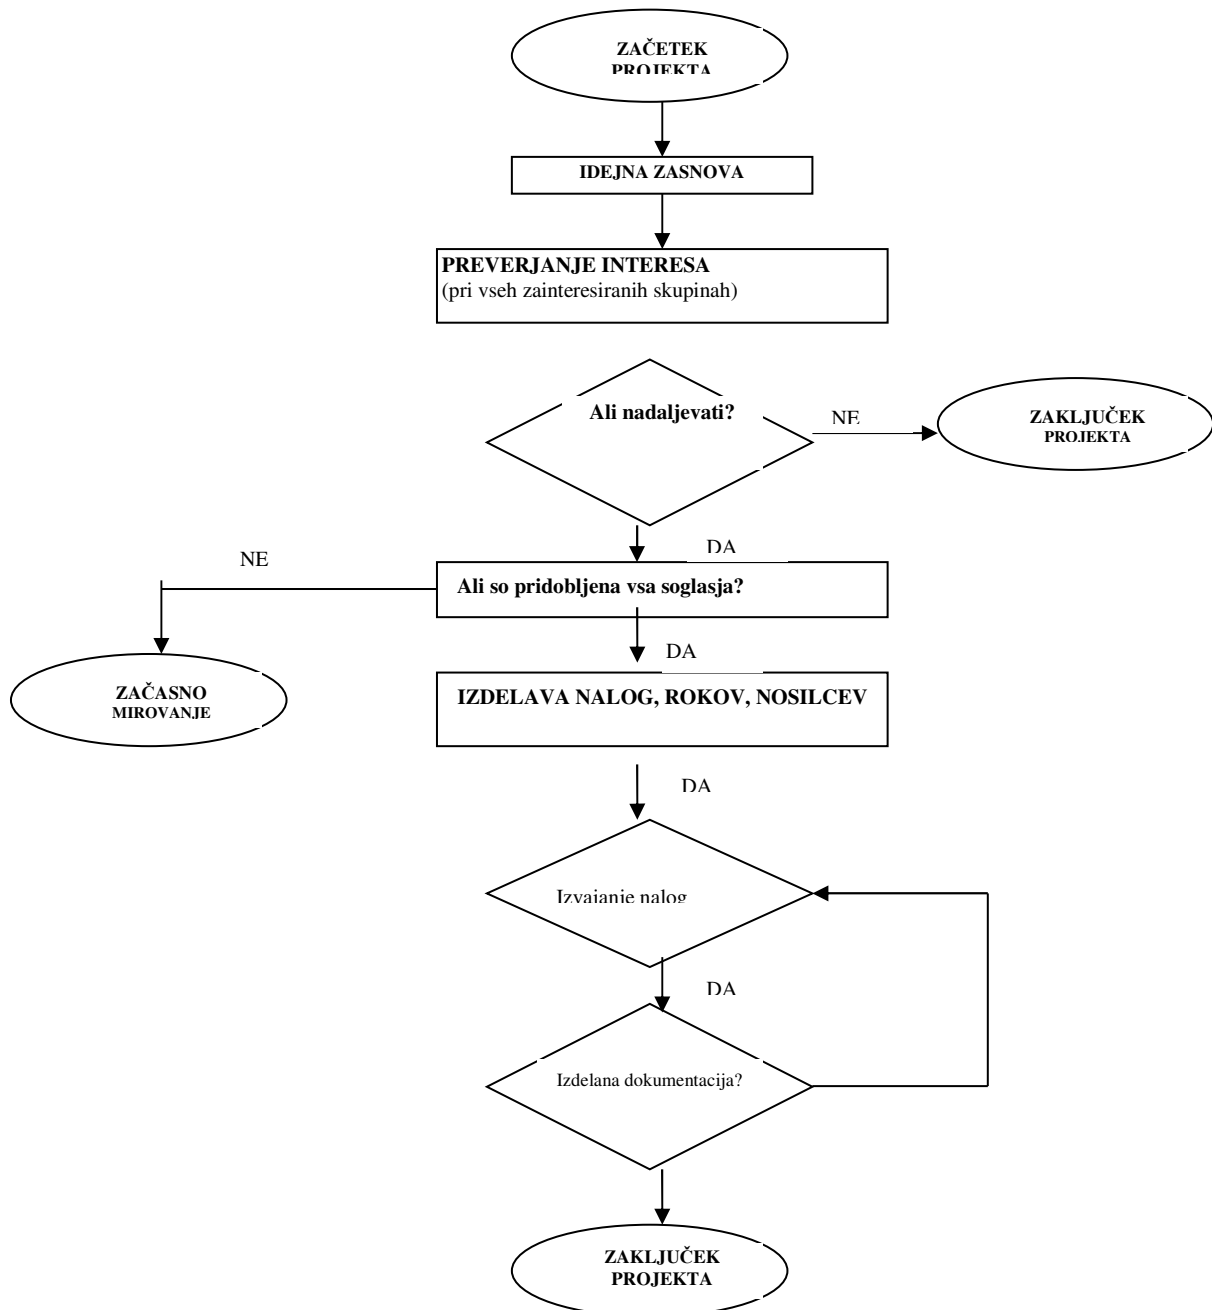 ZAČETEK
PROJEKTA
IDEJNA ZASNOVA
PREVERJANJE INTERESA
(pri vseh zainteresiranih skupinah)
Ali nadaljevati?
NE
ZAKLJUČEK
PROJEKTA
DA
NE
Ali so pridobljena vsa soglasja?
DA
ZAČASNO
MIROVANJE
IZDELAVA NALOG, ROKOV, NOSILCEV
DA
Izvajanje nalog
DA
Izdelana dokumentacija?
ZAKLJUČEK
PROJEKTA